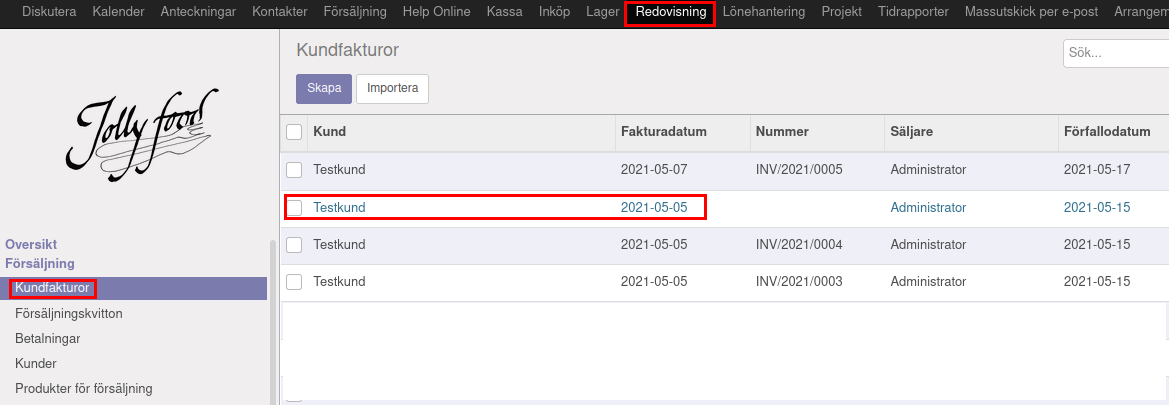 Diskutera Kalender Anteckningar Kontakter Försäljning Help Online Kassa Inköp Lager Redovisning Lönehantering Projekt Tidrapporter Massutskick per e-post Arrangem
Kundfakturor
Sök...
Skapa Importera
Jolly food
Kund Fakturadatum Nummer Säljare Förfallodatum
Testkund 2021-05-07 INV/2021/0005 Administrator 2021-05-17
Testkund 2021-05-05 Administrator 2021-05-15
Testkund 2021-05-05 INV/2021/0004 Administrator 2021-05-15
Testkund 2021-05-05 INV/2021/0003 Administrator 2021-05-15
Oversikt
Försäljning
Kundfakturor
Försäljningskvitton
Betalningar
Kunder
Produkter för försäljning